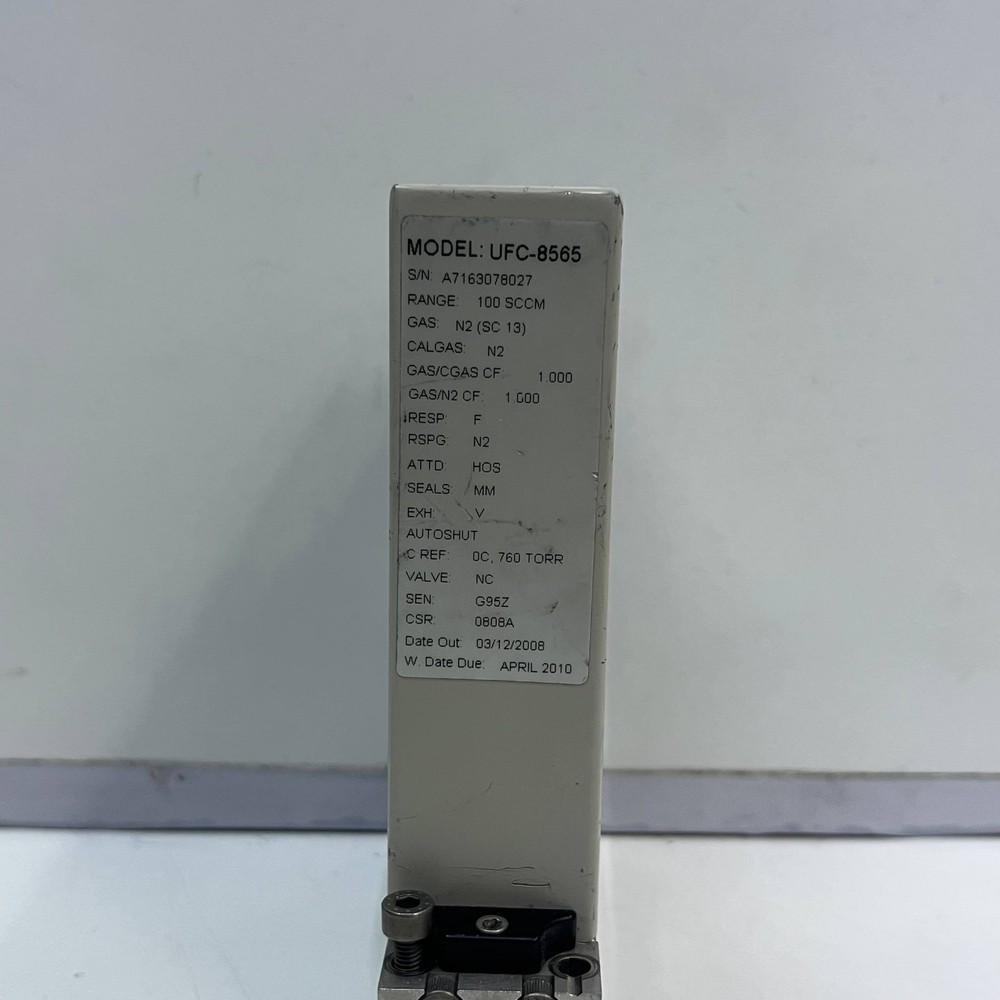 MODEL: UFC-8565
S/N: A7163078027
RANGE: 100 SCCM
GAS: N2 (SC 13)
CALGAS: N2
GAS/CGAS CF: 1.000
GAS/N2 CF: 1.000
RESP: F
RSPG: N2
ATTD: HOS
SEALS: MM
EXH: V
AUTOSHUT
C REF: 0C, 760 TORR
VALVE: NC
SEN: G95Z
CSR: 0808A
Date Out: 03/12/2008
W. Date Due: APRIL 2010